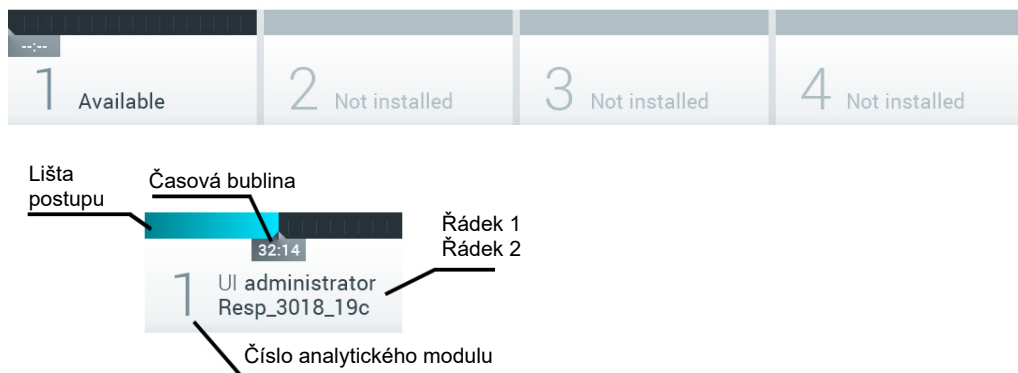 --:--
1 Available
2 Not installed
3 Not installed
4 Not installed
Lišta
postupu
Časová bublina
Řádek 1
Řádek 2
32:14
1 UI administrator
Resp_3018_19c
Číslo analytického modulu